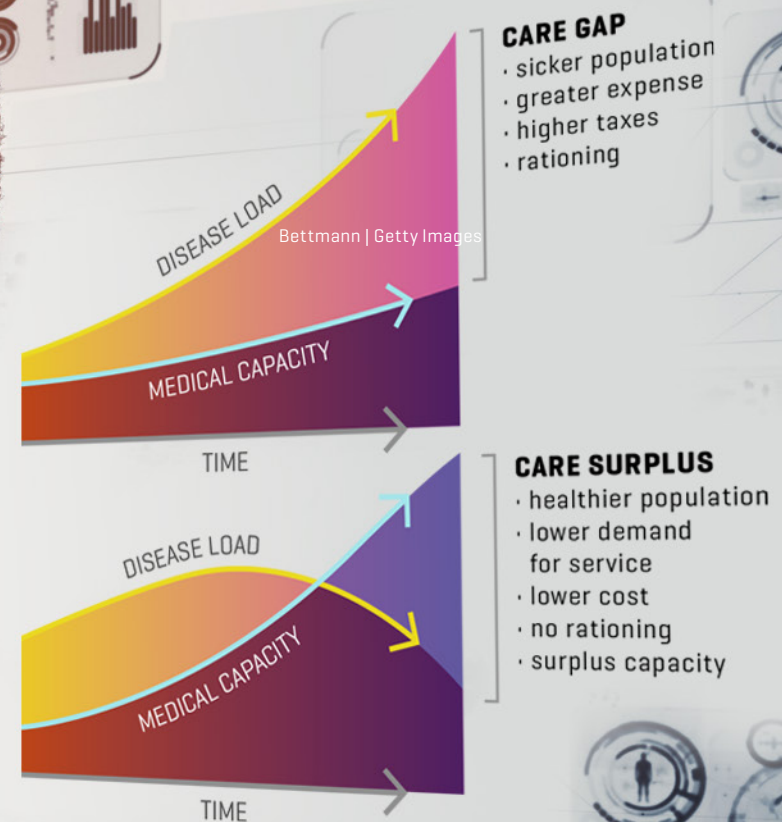 CARE GAP
· sicker population
· greater expense
· higher taxes
· rationing
DISEASE LOAD
Bettmann | Getty Images
MEDICAL CAPACITY
TIME
CARE SURPLUS
· healthier population
· lower demand
for service
· lower cost
· no rationing
· surplus capacity
DISEASE LOAD
MEDICAL CAPACITY
TIME